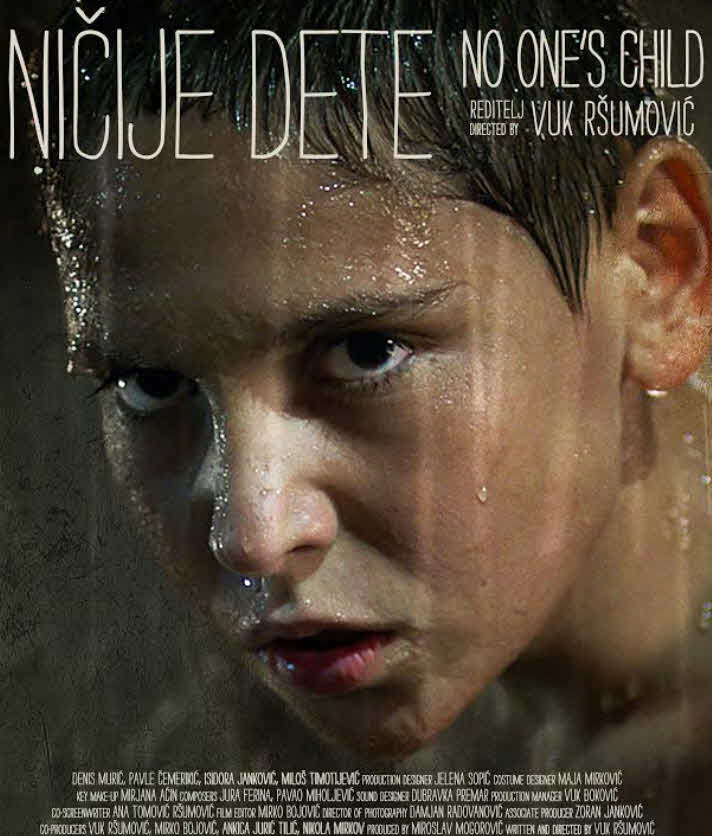 NIČIJE DETE
NO ONE'S CHILD
REDITELJ
DIRECTED BY VUK RŠUMOVIĆ
DENIS MURIĆ, PAVLE ČEMERIKIĆ, ISIDORA JANKOVIĆ, MILOŠ TIMOTIJEVIĆ PRODUCTION DESIGNER JELENA SOPIĆ COSTUME DESIGNER MAJA MIRKOVIĆ
KEY MAKE-UP MIRJANA AČIN COMPOSERS JURA FERINA, PAVAO MIHOLJEVIĆ SOUND DESIGNER DUBRAVKA PREMAR PRODUCTION MANAGER VUK ĐOKOVIĆ
CO-SCREENWRITER ANA TOMOVIĆ RŠUMOVIĆ FILM EDITOR MIRKO BOJOVIĆ DIRECTOR OF PHOTOGRAPHY DAMJAN RADOVANOVIĆ ASSOCIATE PRODUCER ZORAN JANKOVIĆ
CO-PRODUCERS VUK RŠUMOVIĆ, MIRKO BOJOVIĆ, ANKICA JURIĆ TILIĆ, NIKOLA MIRKOV PRODUCED BY MIROSLAV MOGOROVIĆ WRITTEN AND DIRECTED BY VUK RŠUMOVIĆ